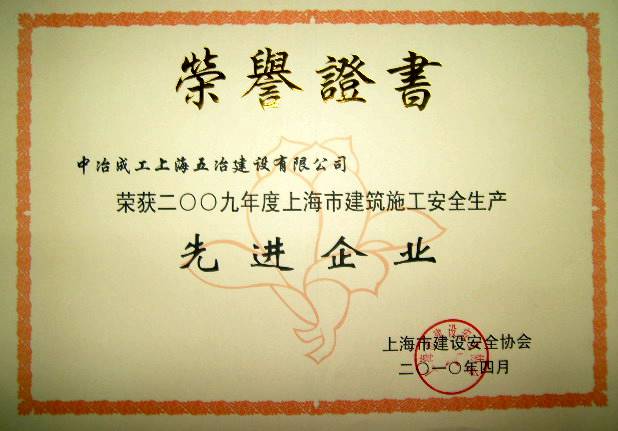 榮譽證書
中冶成工上海五冶建设有限公司
荣获二〇〇九年度上海市建筑施工安全生产
先进企业
上海市建设安全协会
二〇一〇年四月